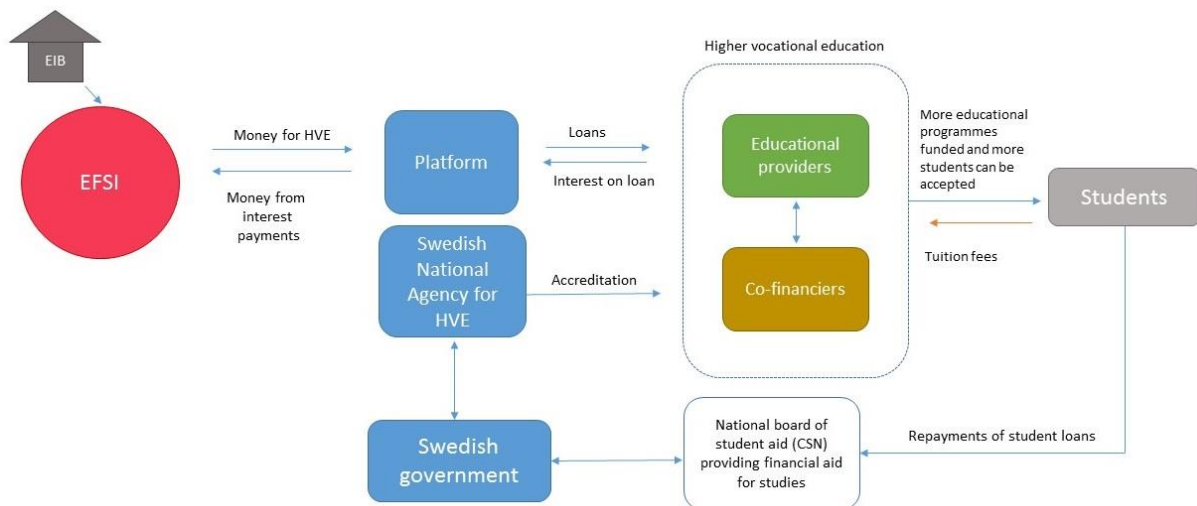 EIB
EFSI
Money for HVE
Money from
interest
payments
Platform
Swedish
National
Agency for
HVE
Swedish
government
Loans
Interest on loan
Accreditation
Higher vocational education
Educational
providers
Co-financiers
National board of
student aid (CSN)
providing financial aid
for studies
More educational
programmes
funded and more
students can be
accepted
Tuition fees
Students
Repayments of student loans